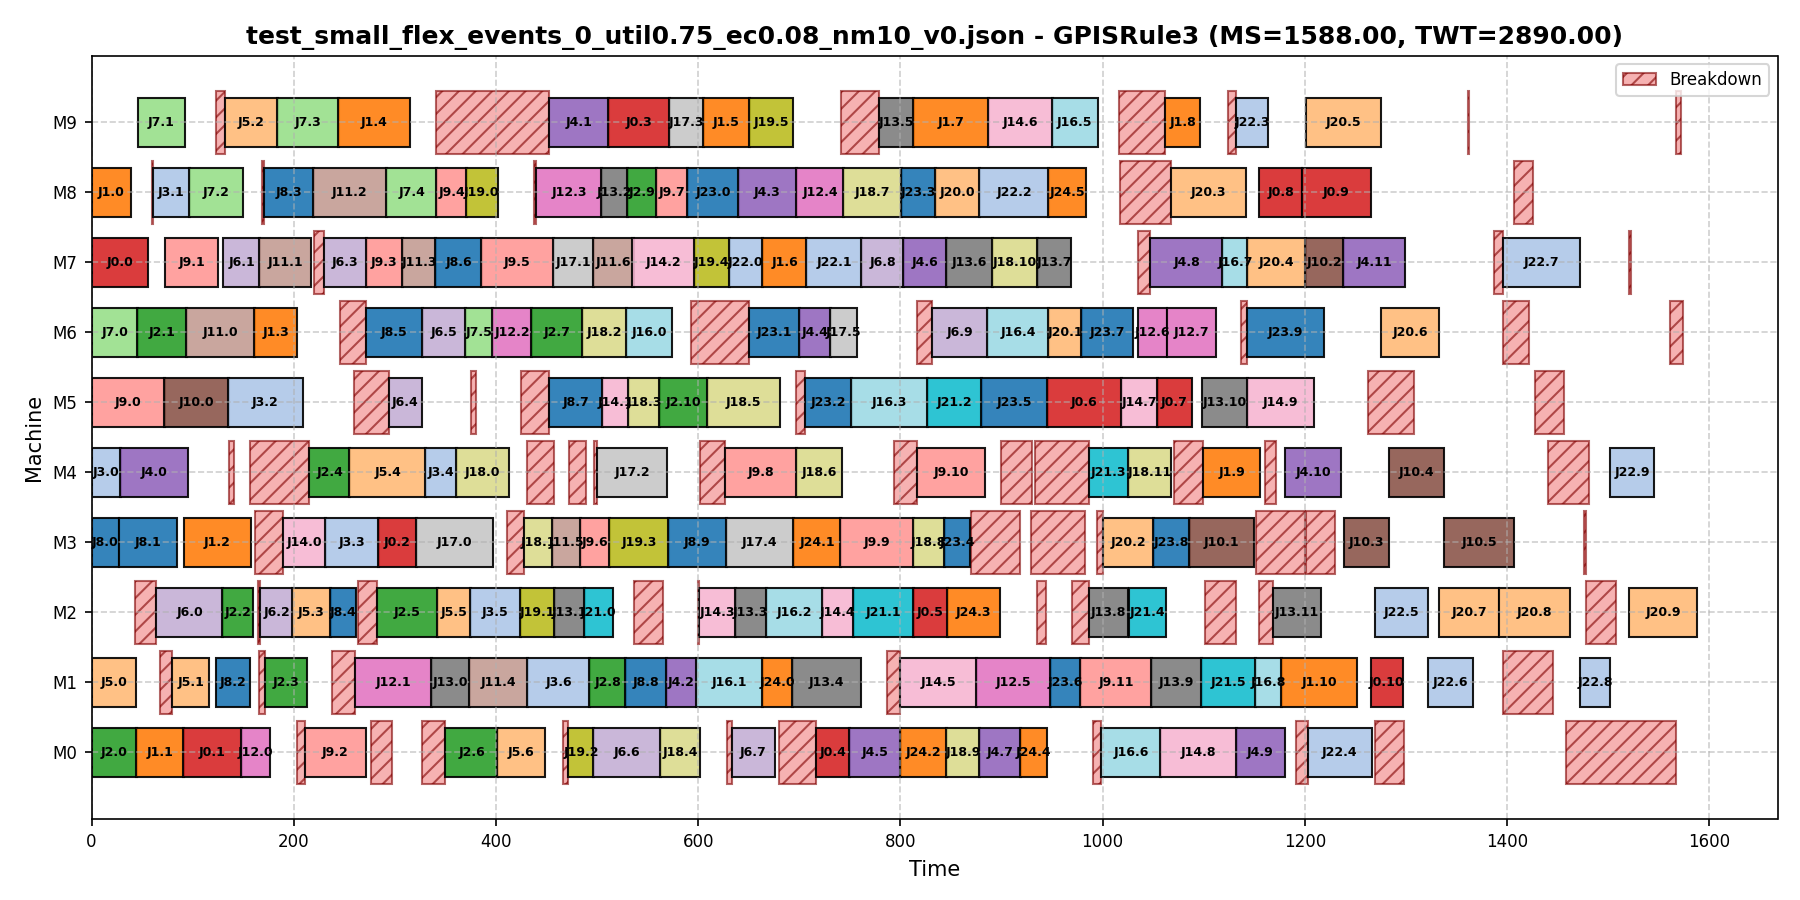 test_small_flex_events_0_util0.75_ec0.08_nm10_v0.json - GPISRule3 (MS=1588.00, TWT=2890.00)
Breakdown
M9 J7.1 J5.2 J7.3 J1.4 J4.1 J0.3 J17.3 J1.5 J19.5 J13.5 J1.7 J14.6 J16.5 J1.8 J22.3 J20.5
M8 J1.0 J3.1 J7.2 J8.3 J11.2 J7.4 J9.4 J19.0 J12.3 J13.2 J2.9 J9.7 J23.0 J4.3 J12.4 J18.7 J23.3 J20.0 J22.2 J24.5 J20.3 J0.8 J0.9
M7 J0.0 J9.1 J6.1 J11.1 J6.3 J9.3 J11.3 J8.6 J9.5 J17.1 J11.6 J14.2 J19.4 J22.0 J1.6 J22.1 J6.8 J4.6 J13.6 J18.10 J13.7 J4.8 J16.7 J20.4 J10.2 J4.11 J22.7
M6 J7.0 J2.1 J11.0 J1.3 J8.5 J6.5 J7.5 J12.2 J2.7 J18.2 J16.0 J23.1 J4.4 J17.5 J6.9 J16.4 J20.1 J23.7 J12.6 J12.7 J23.9 J20.6
M5 J9.0 J10.0 J3.2 J6.4 J8.7 J14.1 J18.3 J2.10 J18.5 J23.2 J16.3 J21.2 J23.5 J0.6 J14.7 J0.7 J13.10 J14.9
M4 J3.0 J4.0 J2.4 J5.4 J3.4 J18.0 J17.2 J9.8 J18.6 J9.10 J21.3 J18.11 J1.9 J4.10 J10.4 J22.9
M3 J8.0 J8.1 J1.2 J14.0 J3.3 J0.2 J17.0 J18.1 J11.5 J9.6 J19.3 J8.9 J17.4 J24.1 J9.9 J18.8 J23.4 J20.2 J23.8 J10.1 J10.3 J10.5
M2 J6.0 J2.2 J6.2 J5.3 J8.4 J2.5 J5.5 J3.5 J19.1 J13.1 J21.0 J14.3 J13.3 J16.2 J14.4 J21.1 J0.5 J24.3 J13.8 J21.4 J13.11 J22.5 J20.7 J20.8 J20.9
M1 J5.0 J5.1 J8.2 J2.3 J12.1 J13.0 J11.4 J3.6 J2.8 J8.8 J4.2 J16.1 J24.0 J13.4 J14.5 J12.5 J23.6 J9.11 J13.9 J21.5 J16.8 J1.10 J0.10 J22.6 J22.8
M0 J2.0 J1.1 J0.1 J12.0 J9.2 J2.6 J5.6 J19.2 J6.6 J18.4 J6.7 J0.4 J4.5 J24.2 J18.9 J4.7 J24.4 J16.6 J14.8 J4.9 J22.4
Machine
0 200 400 600 800 1000 1200 1400 1600
Time